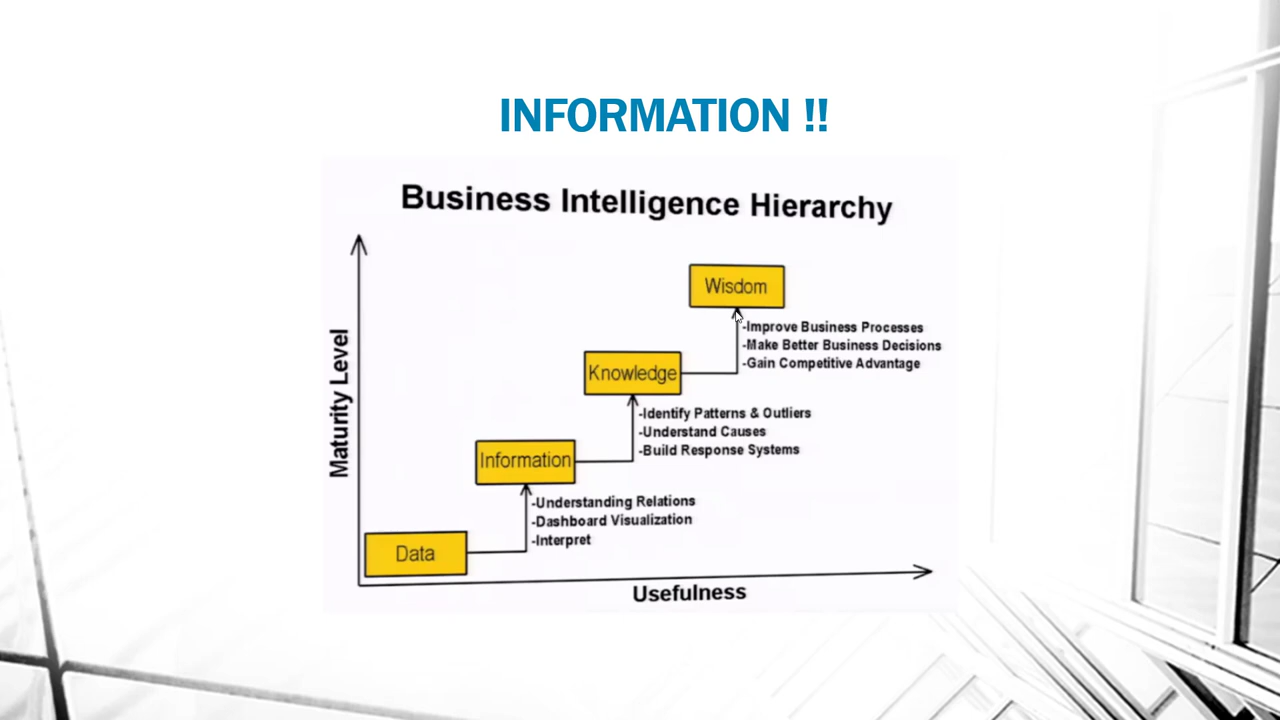 INFORMATION !!
Business Intelligence Hierarchy
Maturity Level
Wisdom
-Improve Business Processes
-Make Better Business Decisions
-Gain Competitive Advantage
Knowledge
-Identify Patterns & Outliers
-Understand Causes
-Build Response Systems
Information
-Understanding Relations
-Dashboard Visualization
-Interpret
Data
Usefulness